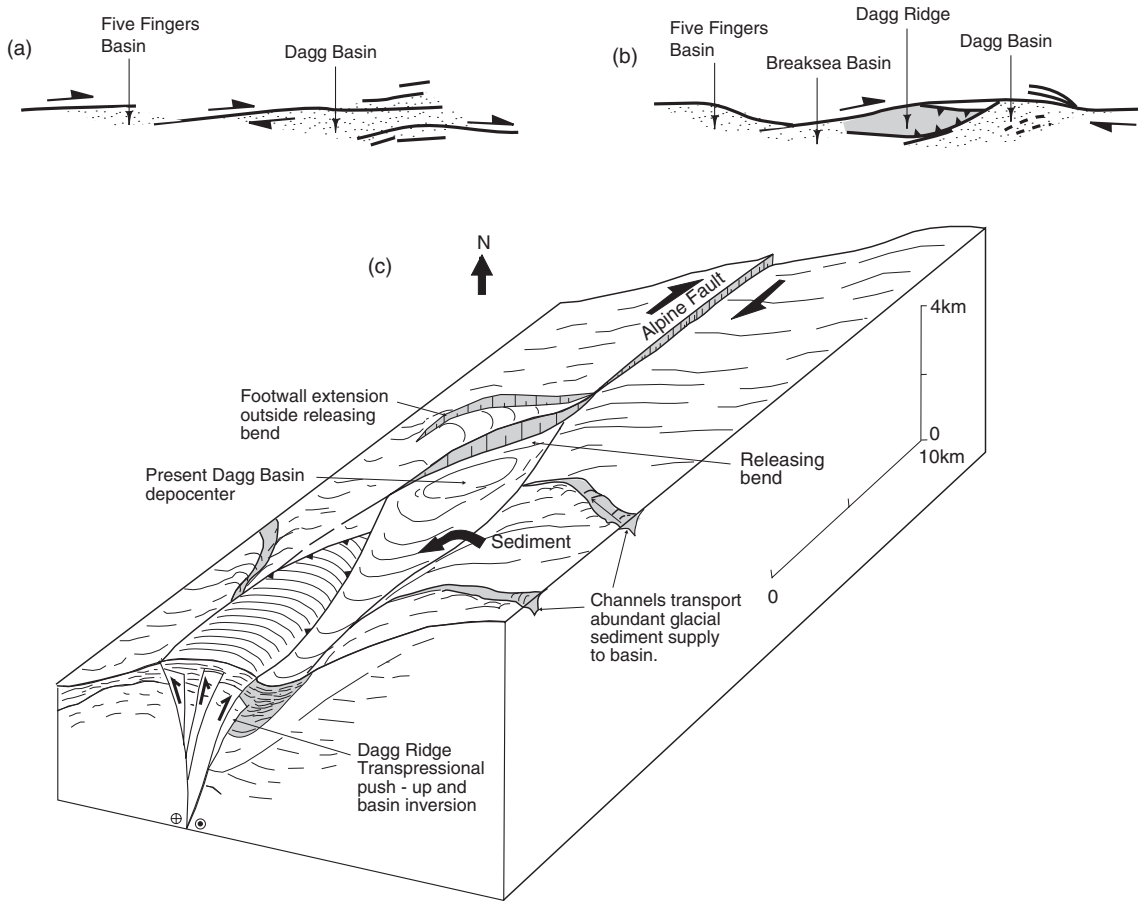 (a)
Five Fingers
Basin
Dagg Basin
(b)
Five Fingers
Basin
Breaksea Basin
Dagg Ridge
Dagg Basin
(c)
N
Alpine Fault
4km
0
10km
0
Footwall extension
outside releasing
bend
Present Dagg Basin
depocenter
Releasing
bend
Sediment
Channels transport
abundant glacial
sediment supply
to basin.
Dagg Ridge
Transpressional
push - up and
basin inversion